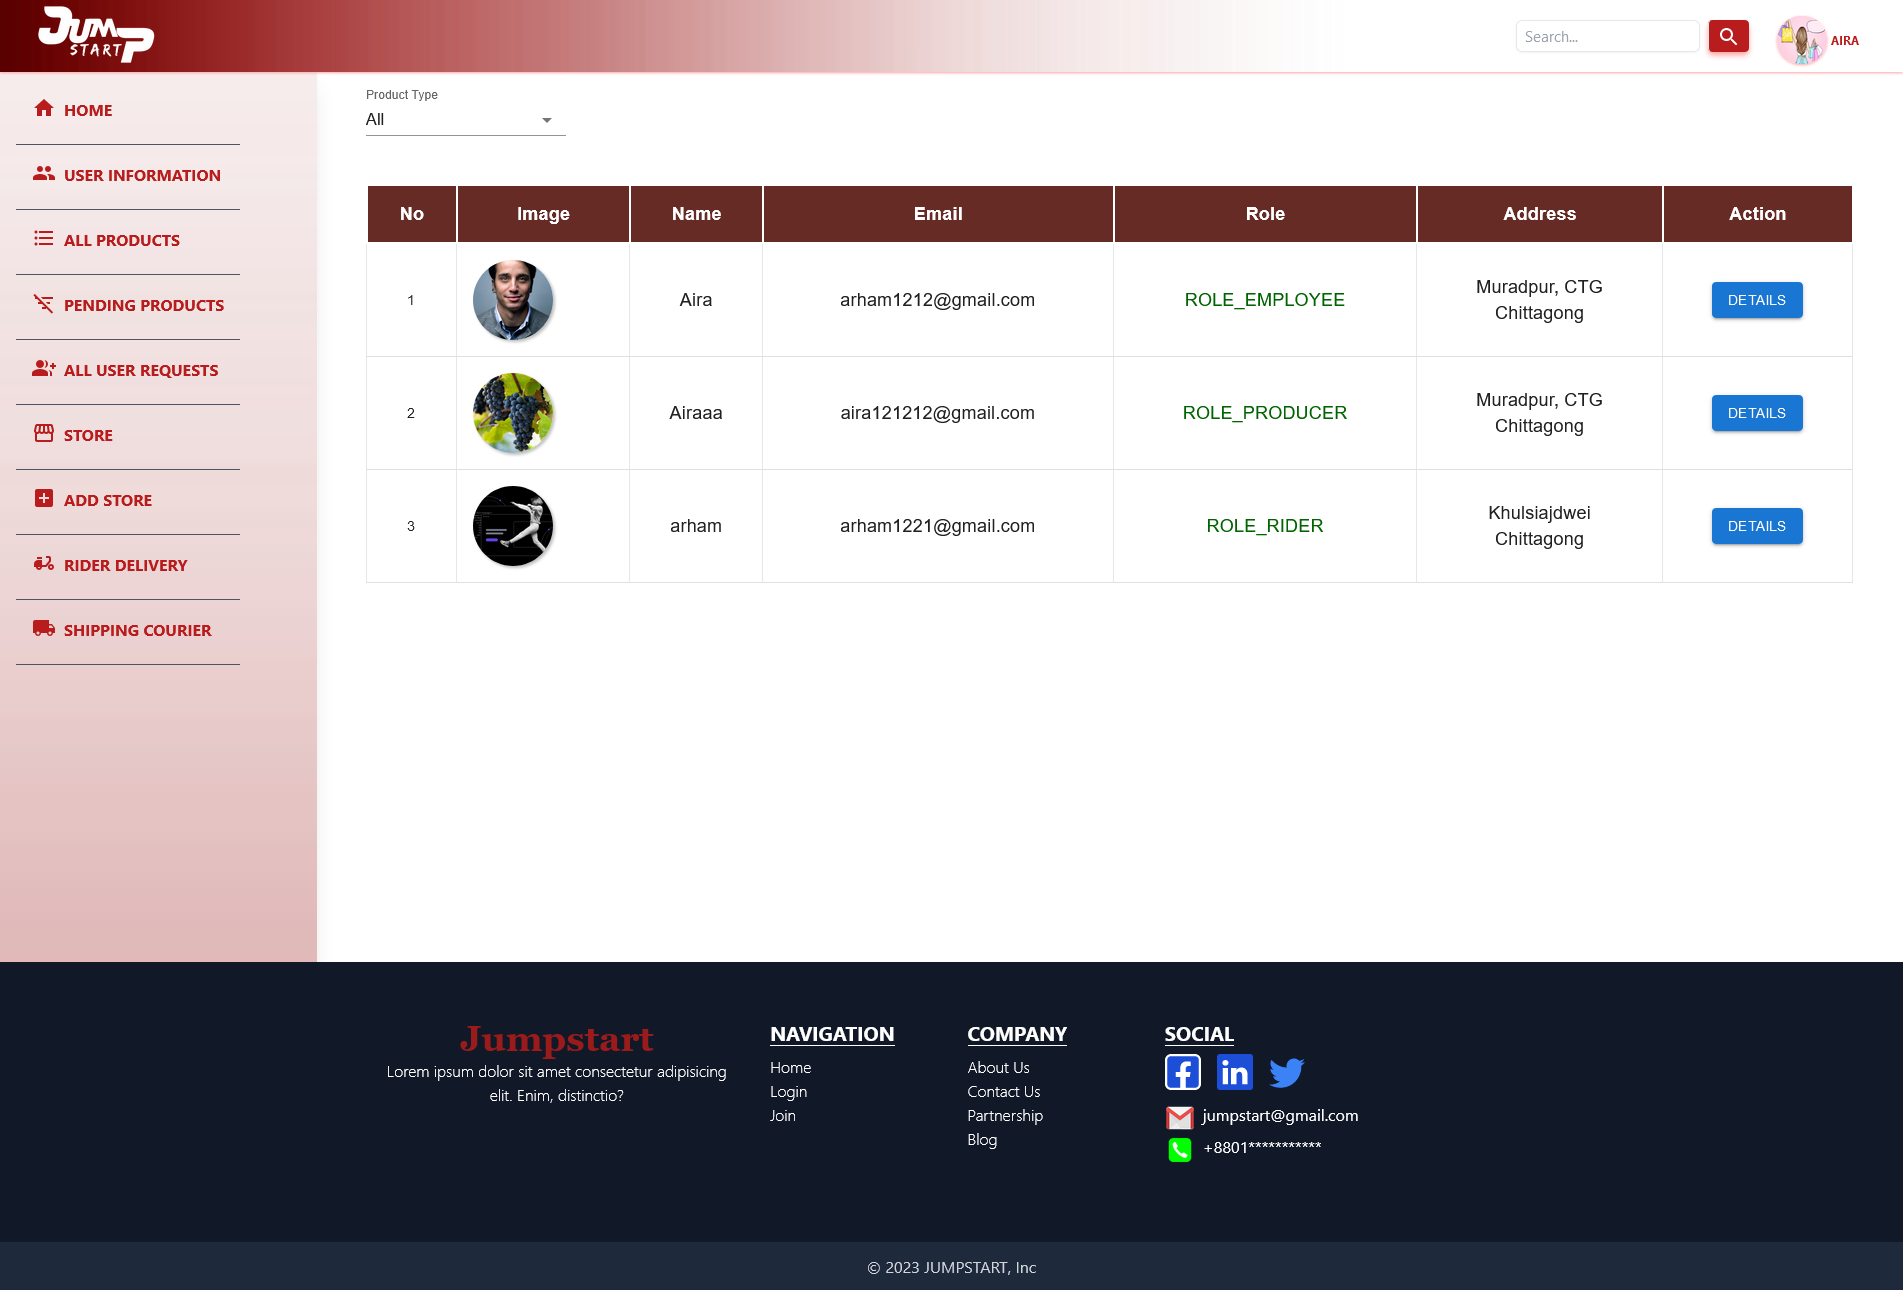 JUMP
START
Search...
AIRA
HOME
USER INFORMATION
ALL PRODUCTS
PENDING PRODUCTS
ALL USER REQUESTS
STORE
ADD STORE
RIDER DELIVERY
SHIPPING COURIER
Product Type
All
No Image Name Email Role Address Action
1 Aira arham1212@gmail.com ROLE_EMPLOYEE Muradpur, CTG
Chittagong DETAILS
2 Airaaa aira121212@gmail.com ROLE_PRODUCER Muradpur, CTG
Chittagong DETAILS
3 arham arham1221@gmail.com ROLE_RIDER Khulsiajdwei
Chittagong DETAILS
Jumpstart
Lorem ipsum dolor sit amet consectetur adipisicing
elit. Enim, distinctio?
NAVIGATION
Home
Login
Join
COMPANY
About Us
Contact Us
Partnership
Blog
SOCIAL
jumpstart@gmail.com
+8801***********
© 2023 JUMPSTART, Inc